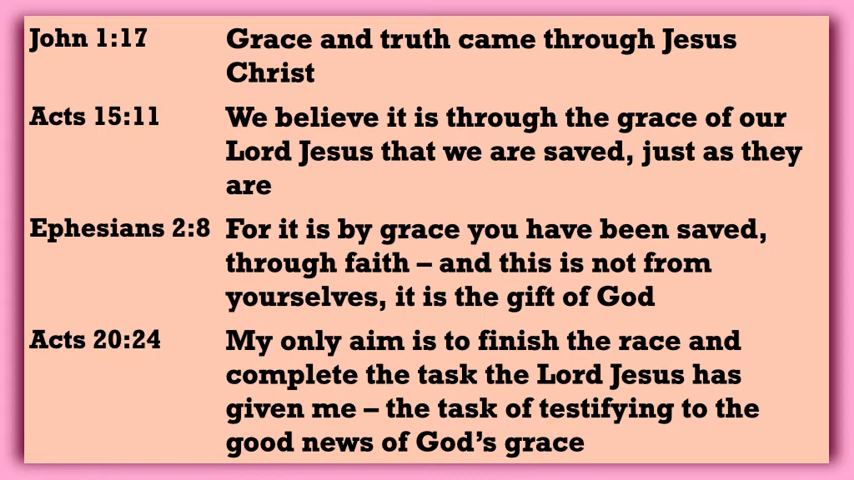 John 1:17 Grace and truth came through Jesus
Christ
Acts 15:11 We believe it is through the grace of our
Lord Jesus that we are saved, just as they
are
Ephesians 2:8 For it is by grace you have been saved,
through faith – and this is not from
yourselves, it is the gift of God
Acts 20:24 My only aim is to finish the race and
complete the task the Lord Jesus has
given me – the task of testifying to the
good news of God’s grace